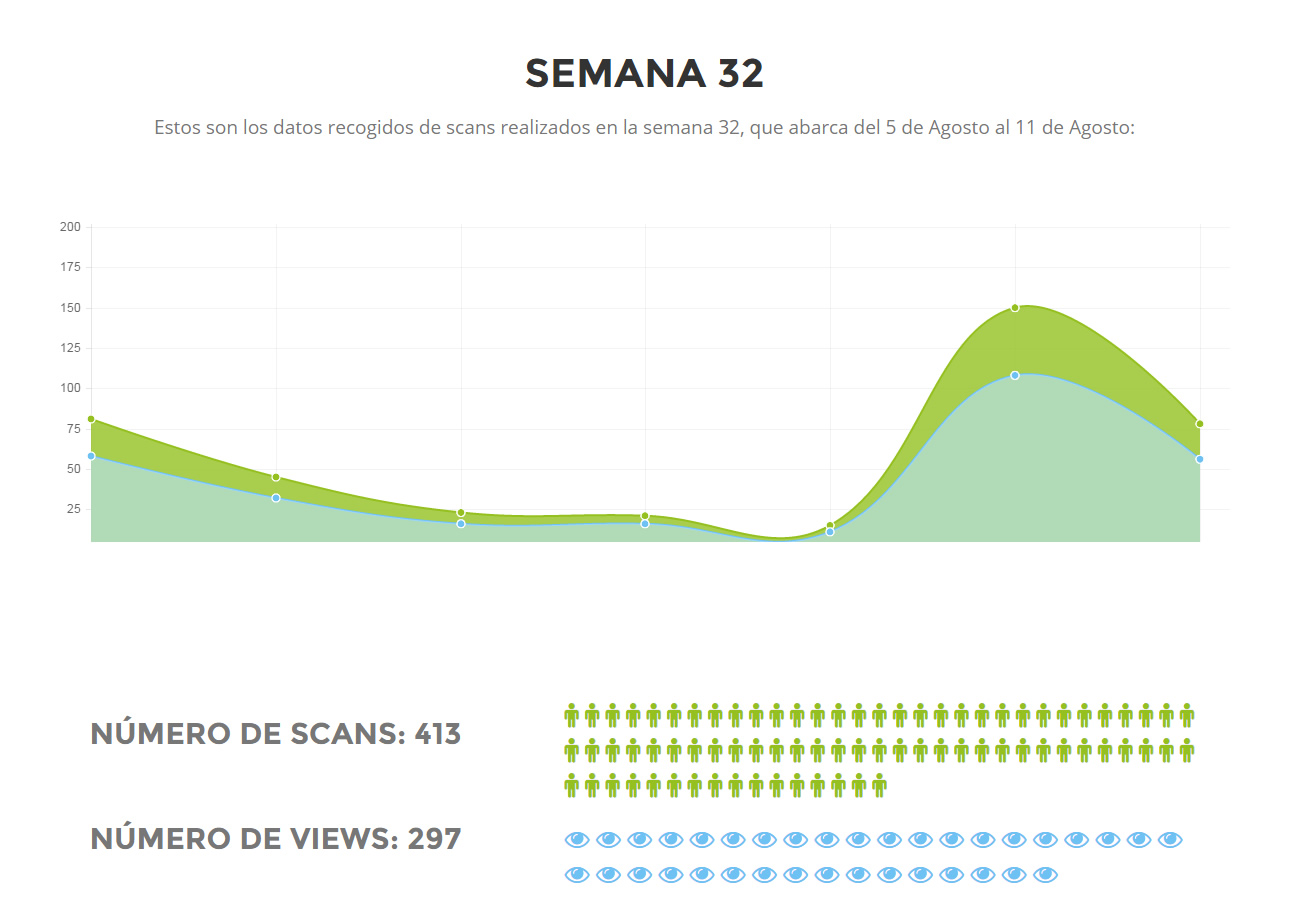 SEMANA 32
Estos son los datos recogidos de scans realizados en la semana 32, que abarca del 5 de Agosto al 11 de Agosto:
200
175
150
125
100
75
50
25
NÚMERO DE SCANS: 413
NÚMERO DE VIEWS: 297